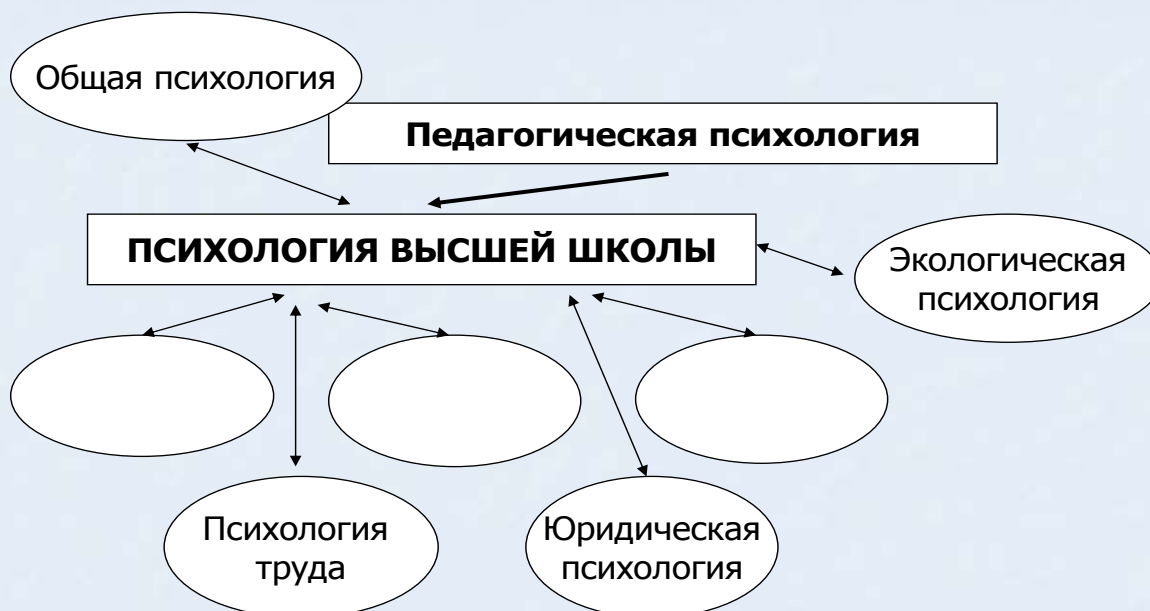 Общая психология
Педагогическая психология
ПСИХОЛОГИЯ ВЫСШЕЙ ШКОЛЫ
Экологическая
психология
Психология
труда
Юридическая
психология